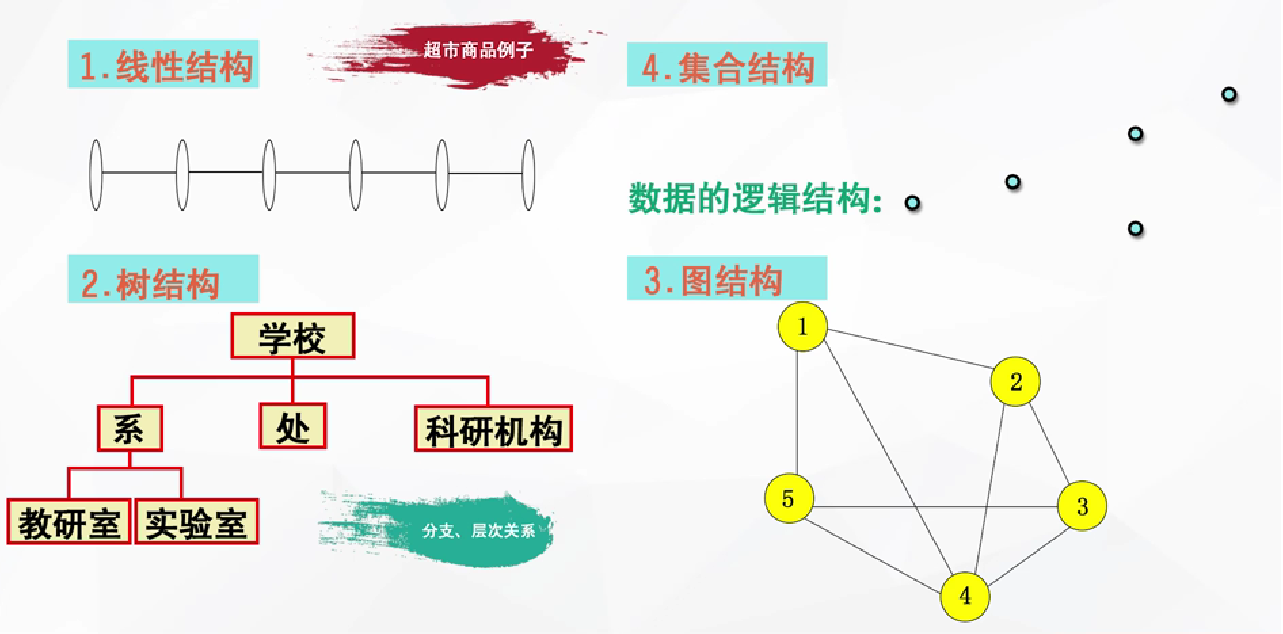 1.线性结构
超市商品例子
2.树结构
学校
系
处
科研机构
教研室
实验室
分支、层次关系
4.集合结构
数据的逻辑结构:
3.图结构
1
2
5
3
4